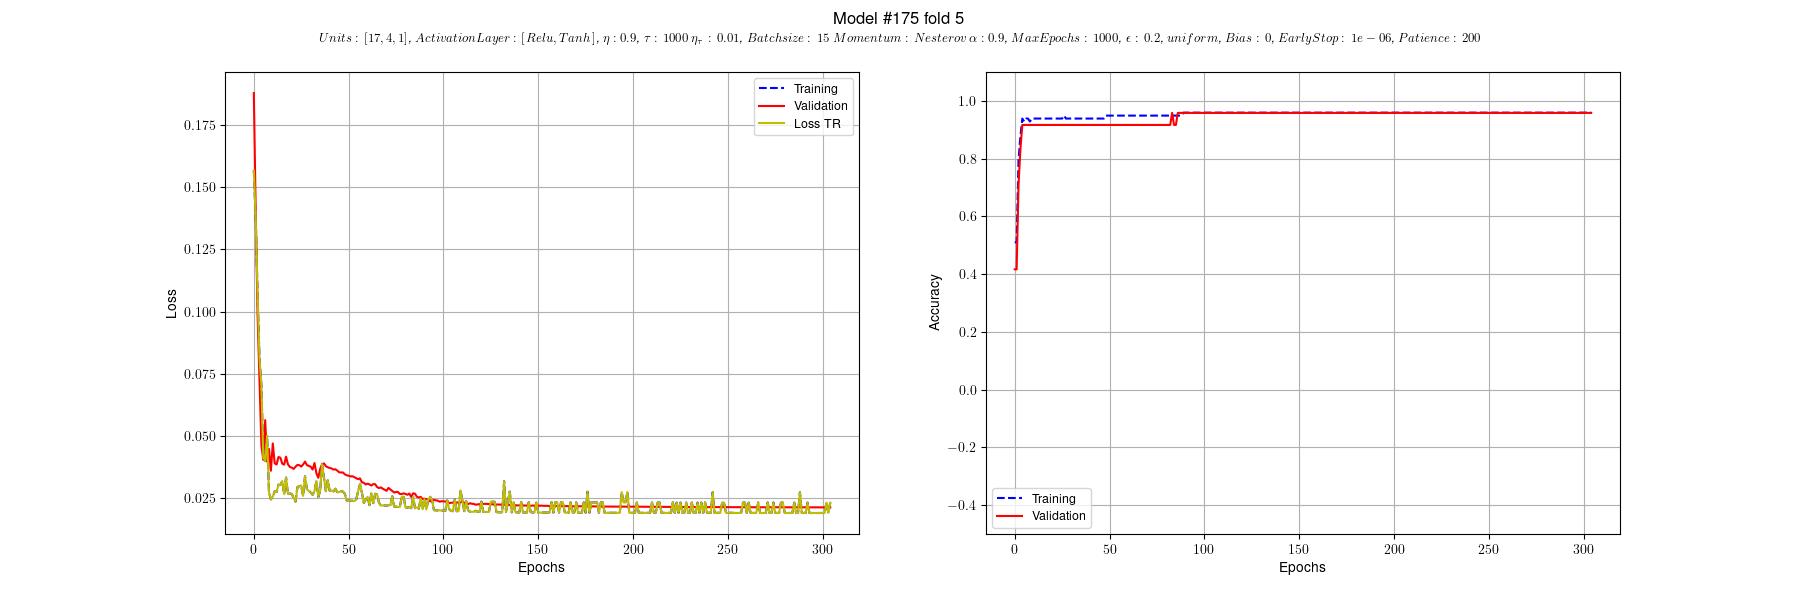 Model #175 fold 5
Units : [17, 4, 1], ActivationLayer : [Relu, Tanh], η : 0.9, τ : 1000 η_τ : 0.01, Batchsize : 15 Momentum : Nesterov α : 0.9, MaxEpochs : 1000, ϵ : 0.2, uniform, Bias : 0, EarlyStop : 1e − 06, Patience : 200
Training
Validation
Loss TR
0.175
0.150
0.125
0.100
0.075
0.050
0.025
Loss
0 50 100 150 200 250 300
Epochs
1.0
0.8
0.6
0.4
0.2
0.0
−0.2
−0.4
Accuracy
Training
Validation
0 50 100 150 200 250 300
Epochs